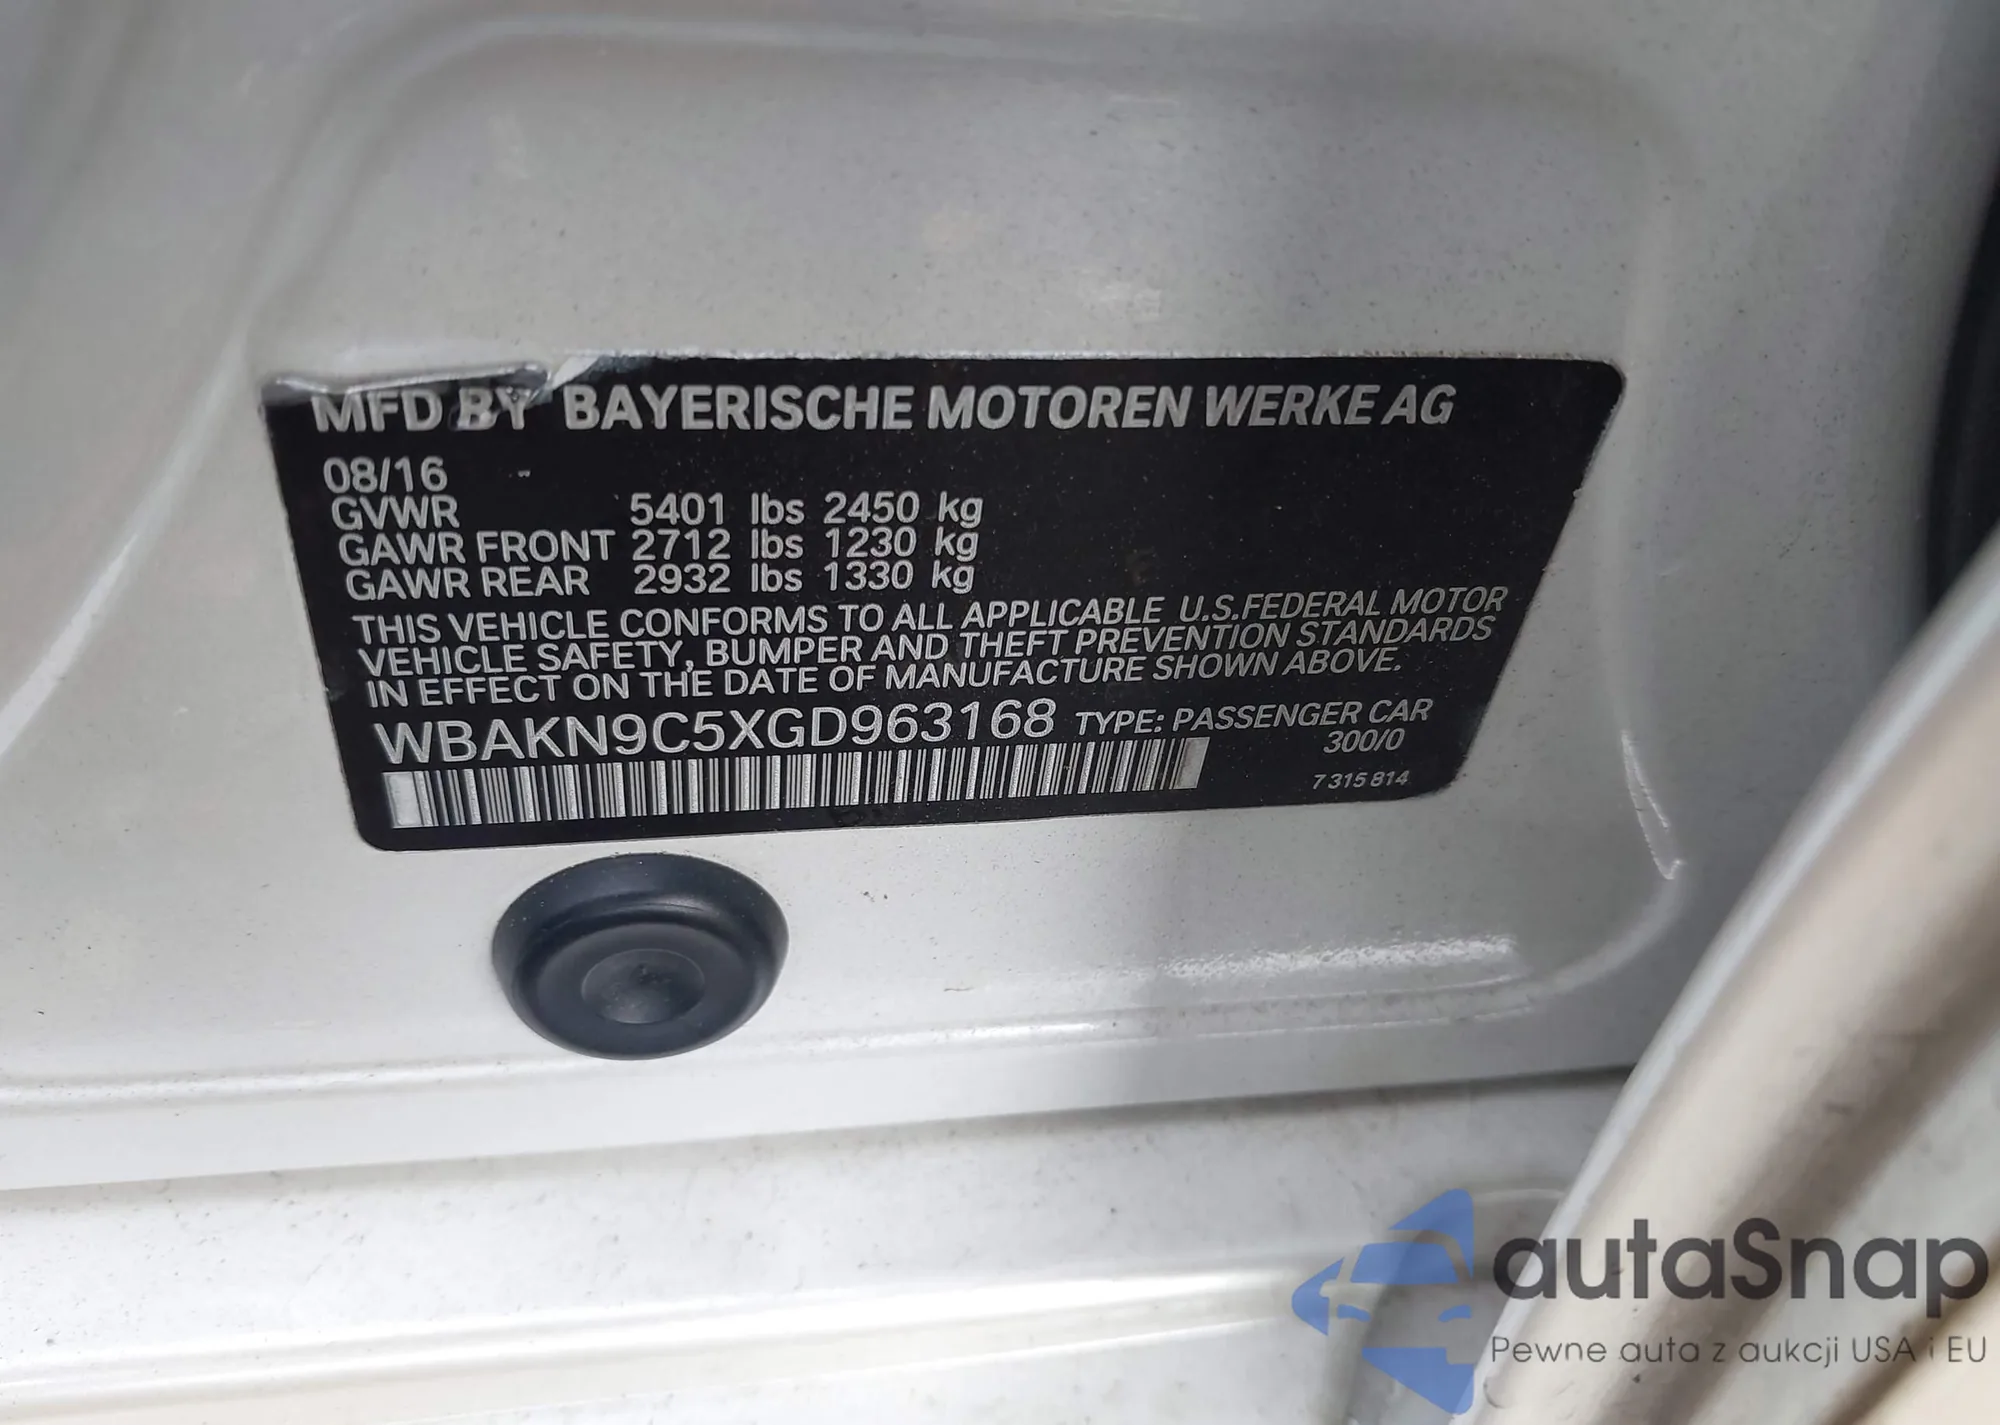 MFD BY BAYERISCHE MOTOREN WERKE AG
08/16
GVWR 5401 lbs 2450 kg
GAWR FRONT 2712 lbs 1230 kg
GAWR REAR 2932 lbs 1330 kg
THIS VEHICLE CONFORMS TO ALL APPLICABLE U.S.FEDERAL MOTOR
VEHICLE SAFETY, BUMPER AND THEFT PREVENTION STANDARDS
IN EFFECT ON THE DATE OF MANUFACTURE SHOWN ABOVE.
WBAKN9C5XGD963168 TYPE: PASSENGER CAR
300/0
7 315 814
autaSnap
Pewne auta z aukcji USA i EU